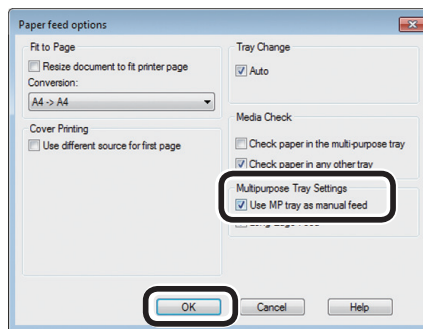 Paper feed options
Fit to Page
Resize document to fit printer page
Conversion:
A4 -> A4
Cover Printing
Use different source for first page
Tray Change
Auto
Media Check
Check paper in the multi-purpose tray
Check paper in any other tray
Multipurpose Tray Settings
Use MP tray as manual feed
OK
Cancel
Help